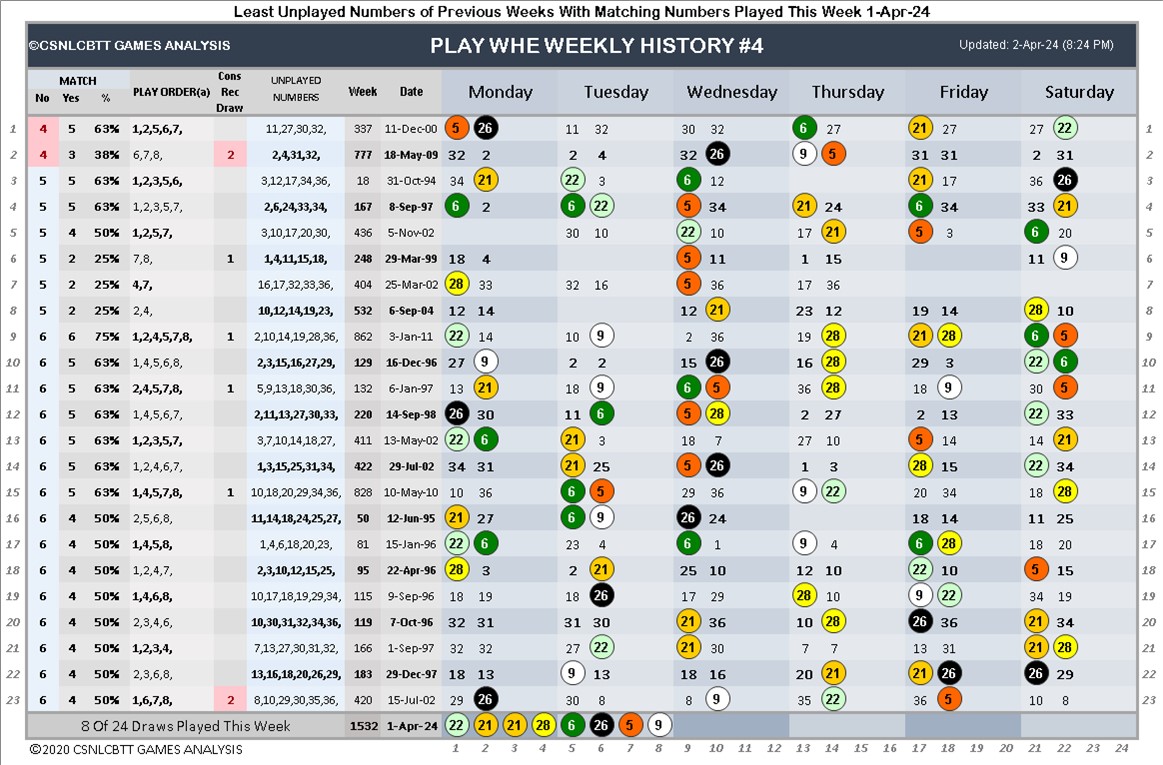 Least Unplayed Numbers of Previous Weeks With Matching Numbers Played This Week 1-Apr-24
©CSNLCBTT GAMES ANALYSIS PLAY WHE WEEKLY HISTORY #4 Updated: 2-Apr-24 (8:24 PM)
MATCH PLAY ORDER(a) Cons Rec Draw UNPLAYED NUMBERS Week Date Monday Tuesday Wednesday Thursday Friday Saturday
No Yes %
1 4 5 63% 1,2,5,6,7, 11,27,30,32, 337 11-Dec-00 5 26 11 32 30 32 6 27 21 27 27 22 1
2 4 3 38% 6,7,8, 2 2,4,31,32, 777 18-May-09 32 2 2 4 32 26 9 5 31 31 2 31 2
3 5 5 63% 1,2,3,5,6, 3,12,17,34,36, 18 31-Oct-94 34 21 22 3 6 12 21 17 36 26 3
4 5 5 63% 1,2,3,5,7, 2,6,24,33,34, 167 8-Sep-97 6 2 6 22 5 34 21 24 6 34 33 21 4
5 5 4 50% 1,2,5,7, 3,10,17,20,30, 436 5-Nov-02 30 10 22 10 17 21 5 3 6 20 5
6 5 2 25% 7,8, 1 1,4,11,15,18, 248 29-Mar-99 18 4 5 11 1 15 11 9 6
7 5 2 25% 4,7, 16,17,32,33,36, 404 25-Mar-02 28 33 32 16 5 36 17 36 7
8 5 2 25% 2,4, 10,12,14,19,23, 532 6-Sep-04 12 14 12 21 23 12 19 14 28 10 8
9 6 6 75% 1,2,4,5,7,8, 1 2,10,14,19,28,36, 862 3-Jan-11 22 14 10 9 2 36 19 28 21 28 6 5 9
10 6 5 63% 1,4,5,6,8, 2,3,15,16,27,29, 129 16-Dec-96 27 9 2 2 15 26 16 28 29 3 22 6 10
11 6 5 63% 2,4,5,7,8, 1 5,9,13,18,30,36, 6-Jan-97 13 21 18 9 6 5 36 28 18 9 30 5 11
12 6 5 63% 1,4,5,6,7, 2,11,13,27,30,33, 220 14-Sep-98 26 30 11 6 5 28 2 27 2 13 22 33 12
13 6 5 63% 1,2,3,5,7, 3,7,10,14,18,27, 411 13-May-02 22 6 21 3 18 7 27 10 5 14 14 21 13
14 6 5 63% 1,2,4,6,7, 1,3,15,25,31,34, 422 29-Jul-02 34 31 21 25 5 26 1 3 28 15 22 34 14
15 6 5 63% 1,4,5,7,8, 1 10,18,20,29,34,36, 828 10-May-10 10 36 6 5 29 36 9 22 20 34 18 28 15
16 6 4 50% 2,5,6,8, 11,14,18,24,25,27, 50 12-Jun-95 21 27 6 9 26 24 18 14 11 25 16
17 6 4 50% 1,4,5,8, 1,4,6,18,20,23, 81 15-Jan-96 22 6 23 4 6 1 9 4 6 28 18 20 17
18 6 4 50% 1,2,4,7, 2,3,10,12,15,25, 95 22-Apr-96 28 3 2 21 25 10 12 10 22 10 5 15 18
19 6 4 50% 1,4,6,8, 10,17,18,19,29,34, 115 9-Sep-96 18 19 18 26 17 29 28 10 9 22 34 19 19
20 6 4 50% 2,3,4,6, 10,30,31,32,34,36, 119 7-Oct-96 32 31 31 30 21 36 10 28 26 36 21 34 20
21 6 4 50% 1,2,3,4, 7,13,27,30,31,32, 166 1-Sep-97 32 32 27 22 21 30 7 7 13 31 21 28 21
22 6 4 50% 2,3,6,8, 13,16,18,20,26,29, 183 29-Dec-97 18 13 9 13 18 16 20 21 21 26 26 29 22
23 6 4 50% 1,6,7,8, 2 8,10,29,30,35,36, 420 15-Jul-02 29 26 30 8 8 9 35 22 36 5 10 8 23
8 Of 24 Draws Played This Week 1532 1-Apr-24 22 21 21 28 6 26 5 9
©2020 CSNLCBTT GAMES ANALYSIS 1 2 3 4 5 6 7 8 9 10 11 12 13 14 15 16 17 18 19 20 21 22 23 24